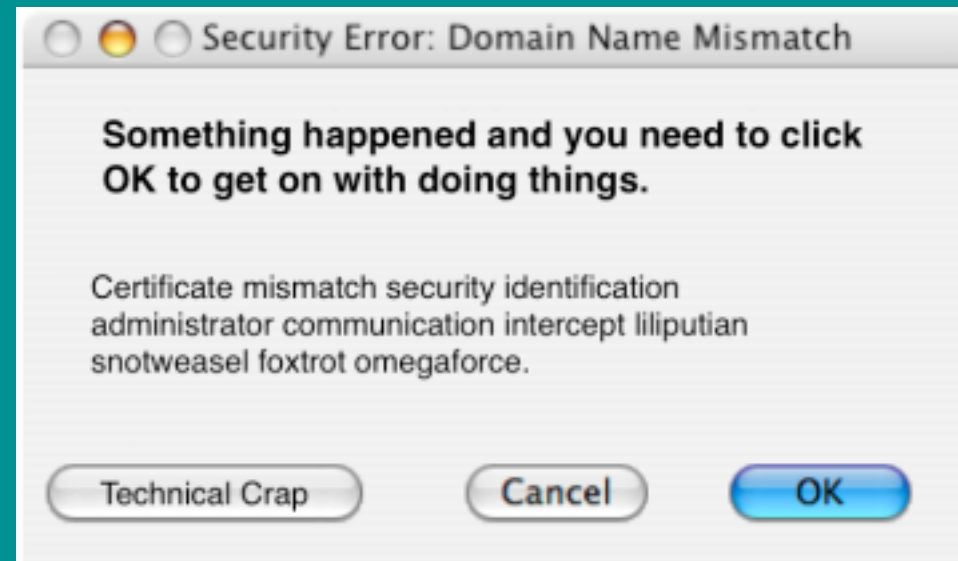 Security Error: Domain Name Mismatch
Something happened and you need to click
OK to get on with doing things.
Certificate mismatch security identification
administrator communication intercept liliputian
snotweasel foxtrot omegaforce.
Technical Crap Cancel OK